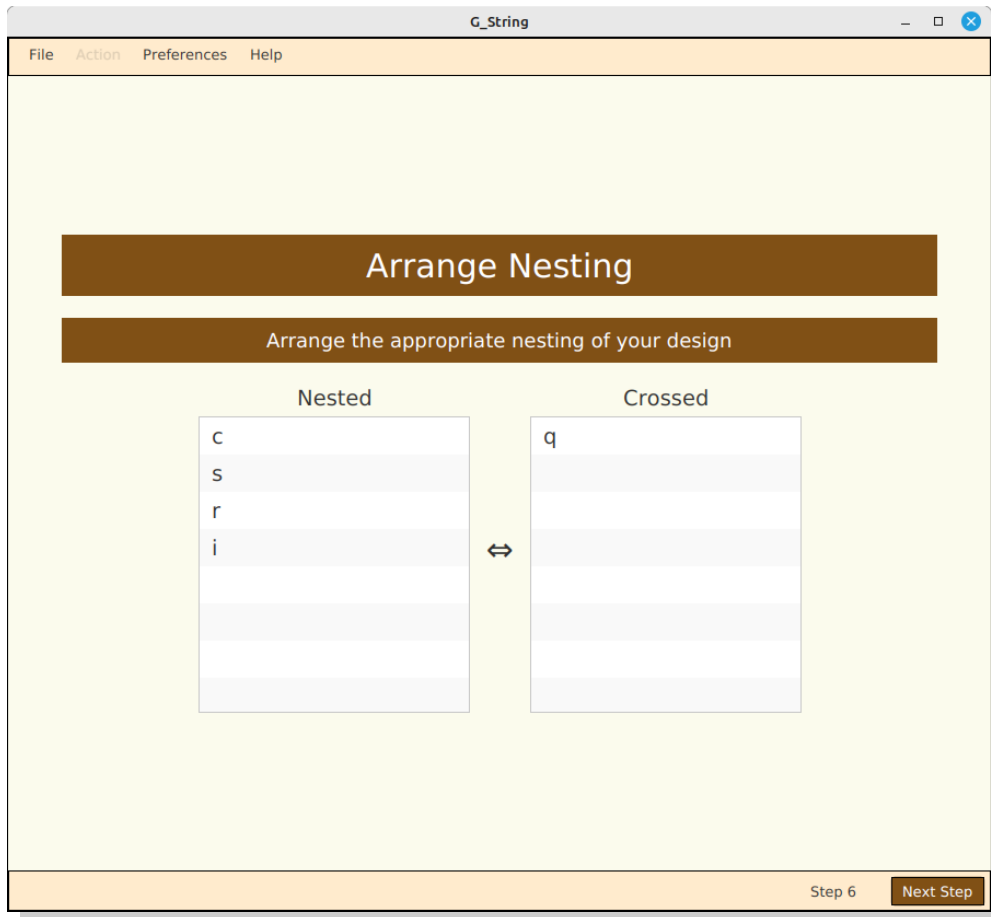 G_String
File Action Preferences Help
Arrange Nesting
Arrange the appropriate nesting of your design
Nested Crossed
c q
s
r
i
⇔
Step 6 Next Step